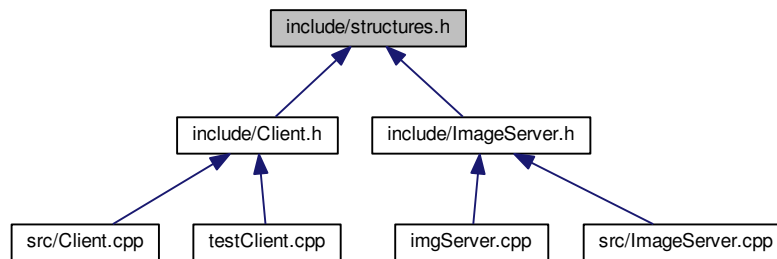 include/structures.h
include/Client.h
include/ImageServer.h
src/Client.cpp
testClient.cpp
imgServer.cpp
src/ImageServer.cpp